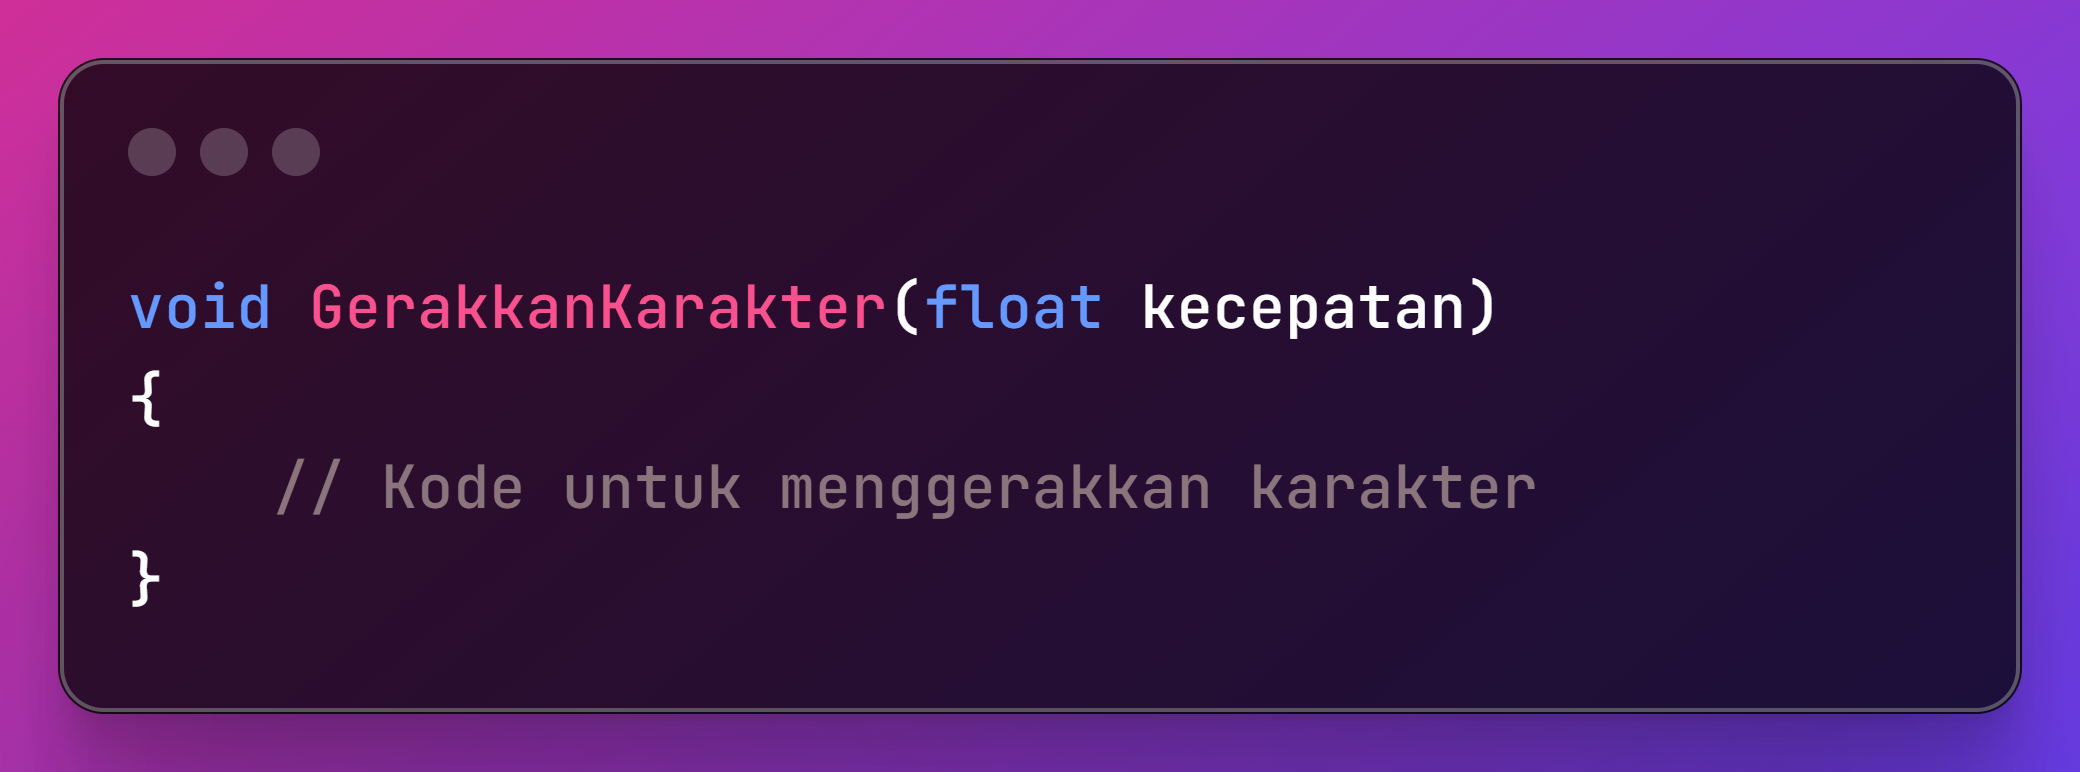 void GerakkanKarakter(float kecepatan)
{
    // Kode untuk menggerakkan karakter
}